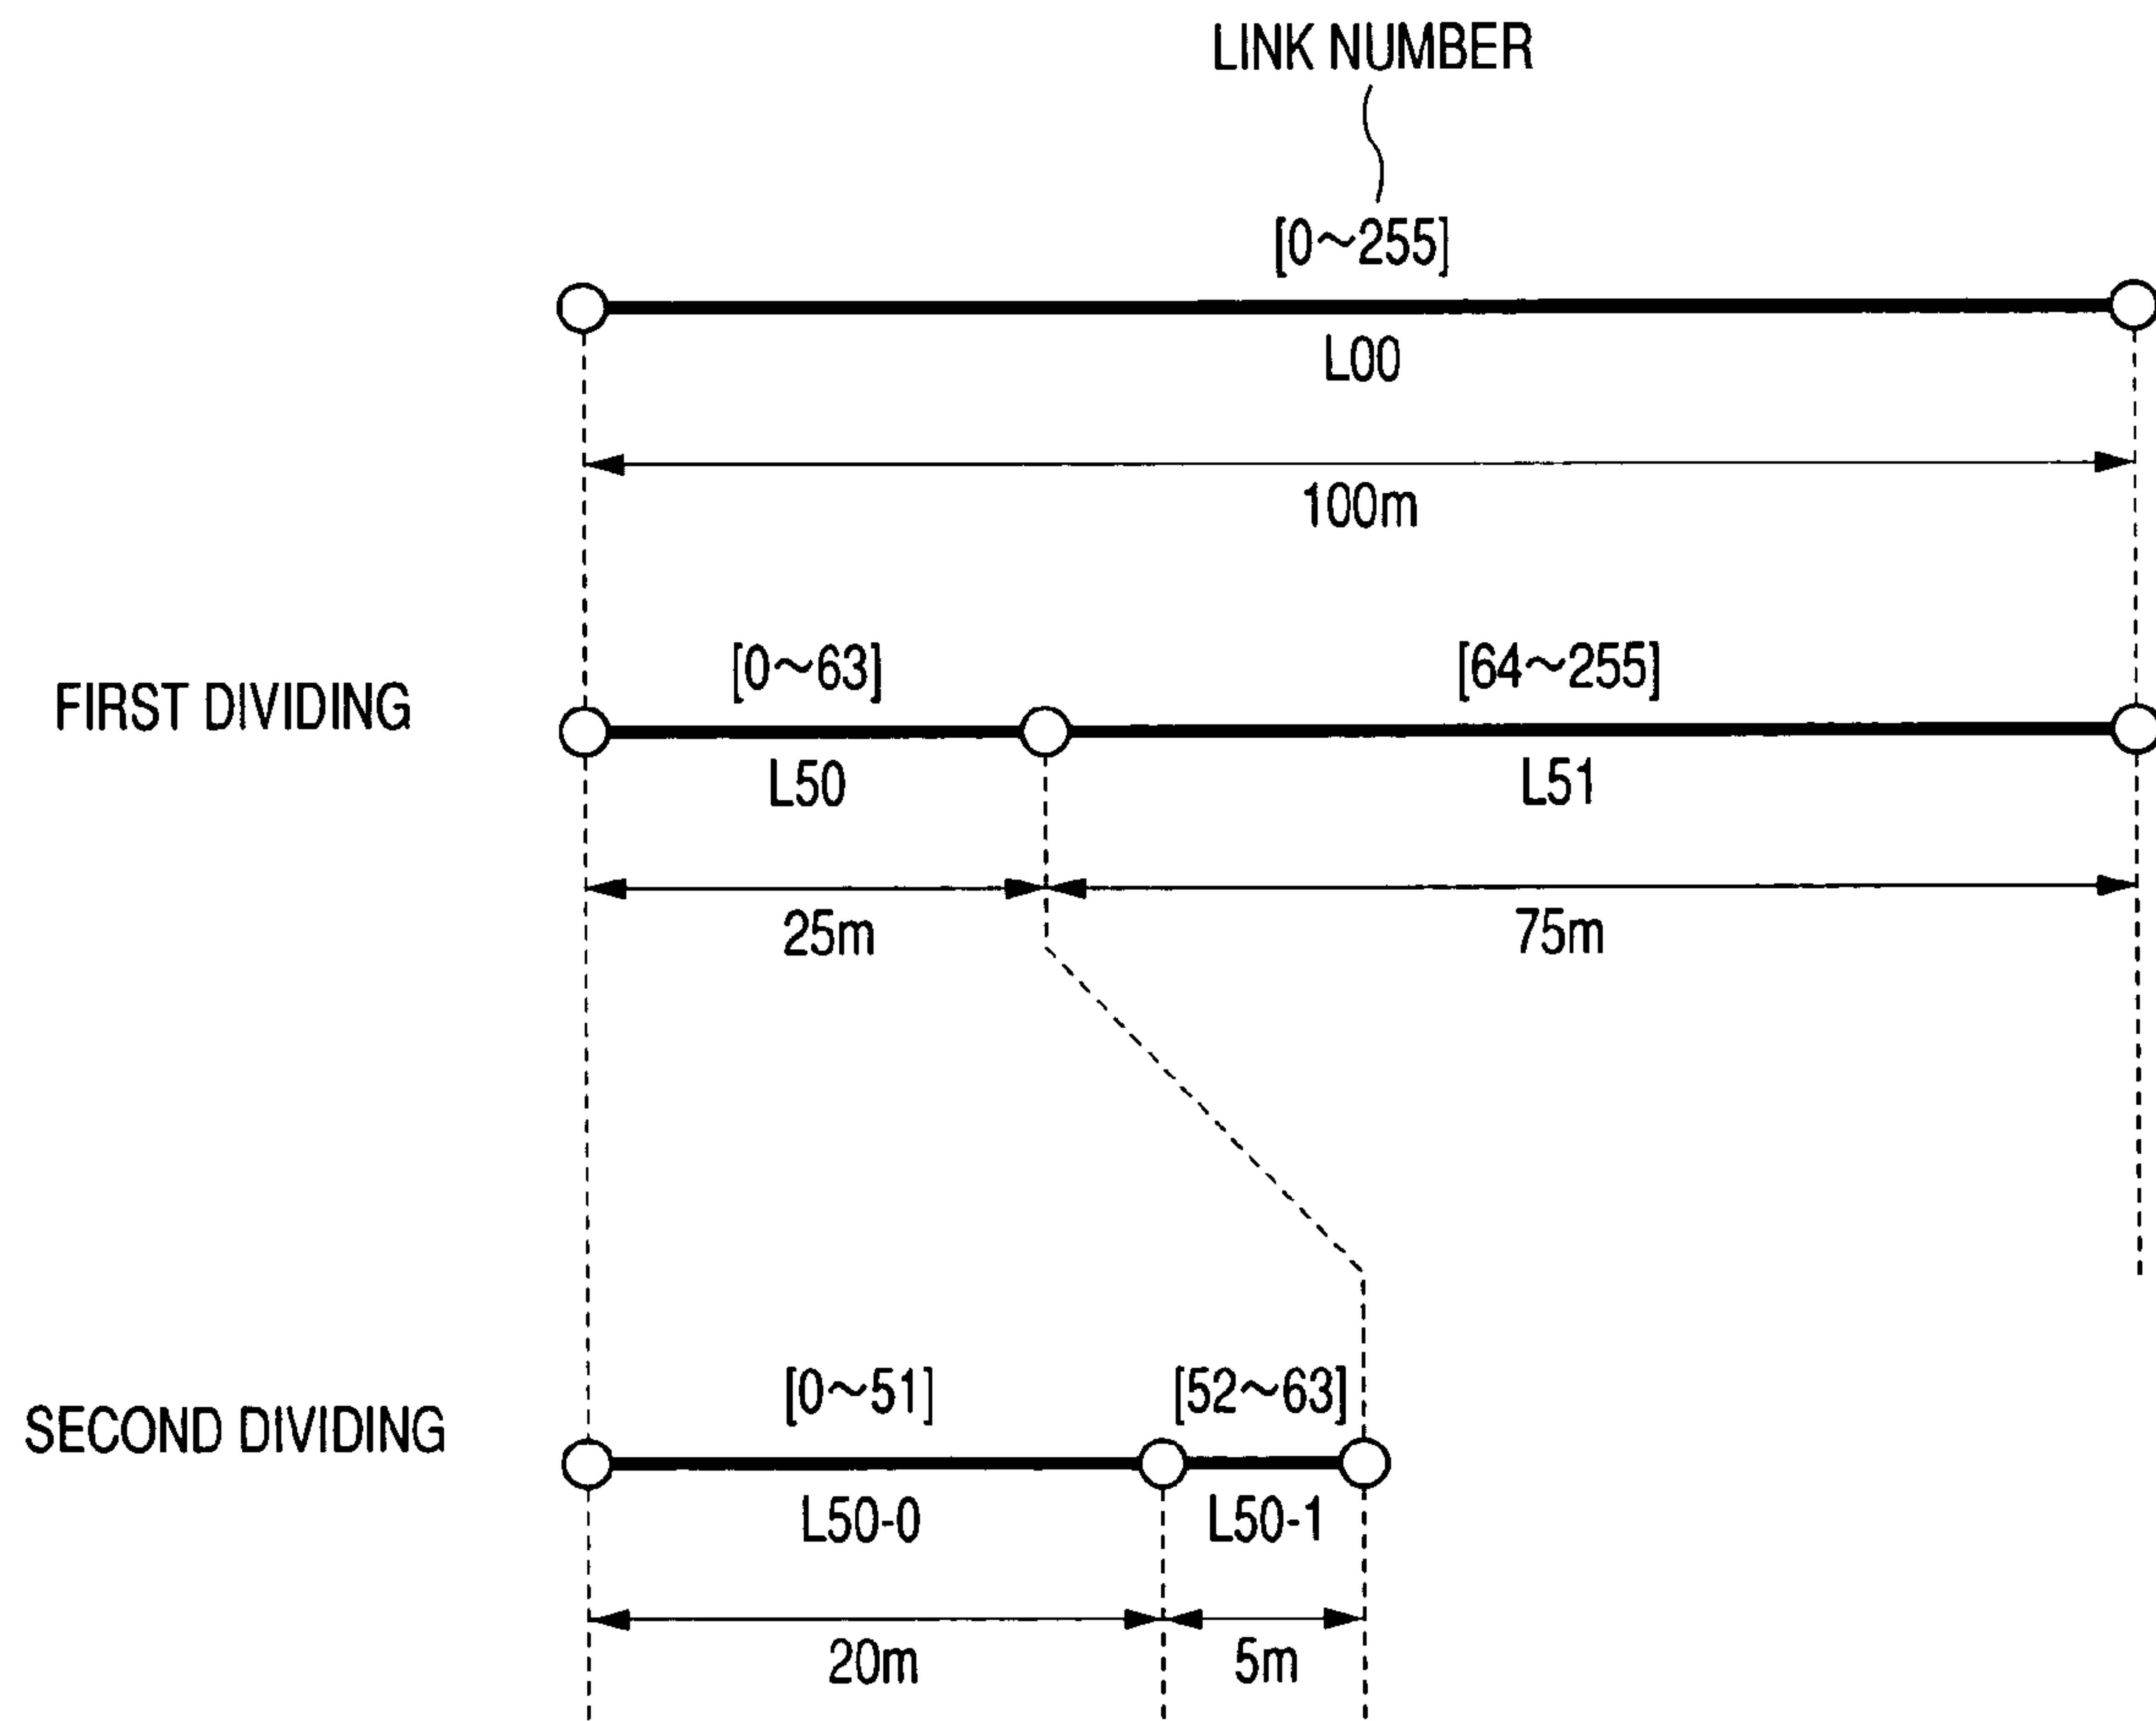 LINK NUMBER
[0～255]
L00
100m
FIRST DIVIDING
[0～63]
[64～255]
L50
L51
25m
75m
SECOND DIVIDING
[0～51]
[52～63]
L50-0
L50-1
20m
5m